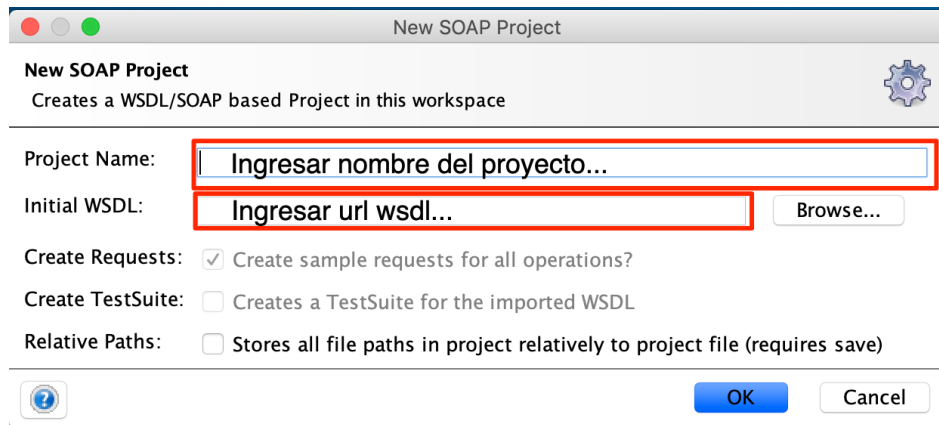 New SOAP Project
New SOAP Project
Creates a WSDL/SOAP based Project in this workspace
Project Name: Ingresar nombre del proyecto...
Initial WSDL: Ingresar url wsdl... Browse...
Create Requests: Create sample requests for all operations?
Create TestSuite: Creates a TestSuite for the imported WSDL
Relative Paths: Stores all file paths in project relatively to project file (requires save)
? OK Cancel